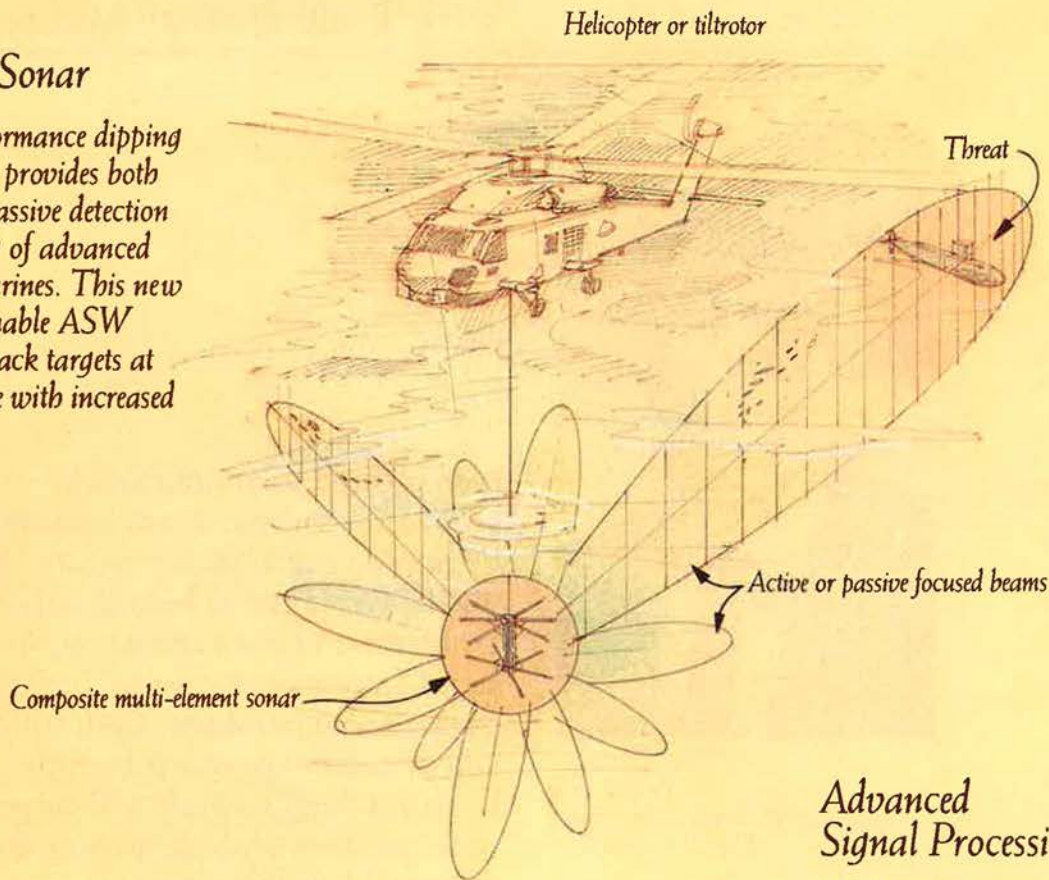 Helicopter or tiltrotor
Sonar
ormance dipping
provides both
assive detection
of advanced
rines. This new
nable ASW
ack targets at
e with increased
Threat
Active or passive focused beams
Composite multi-element sonar
Advanced
Signal Processi